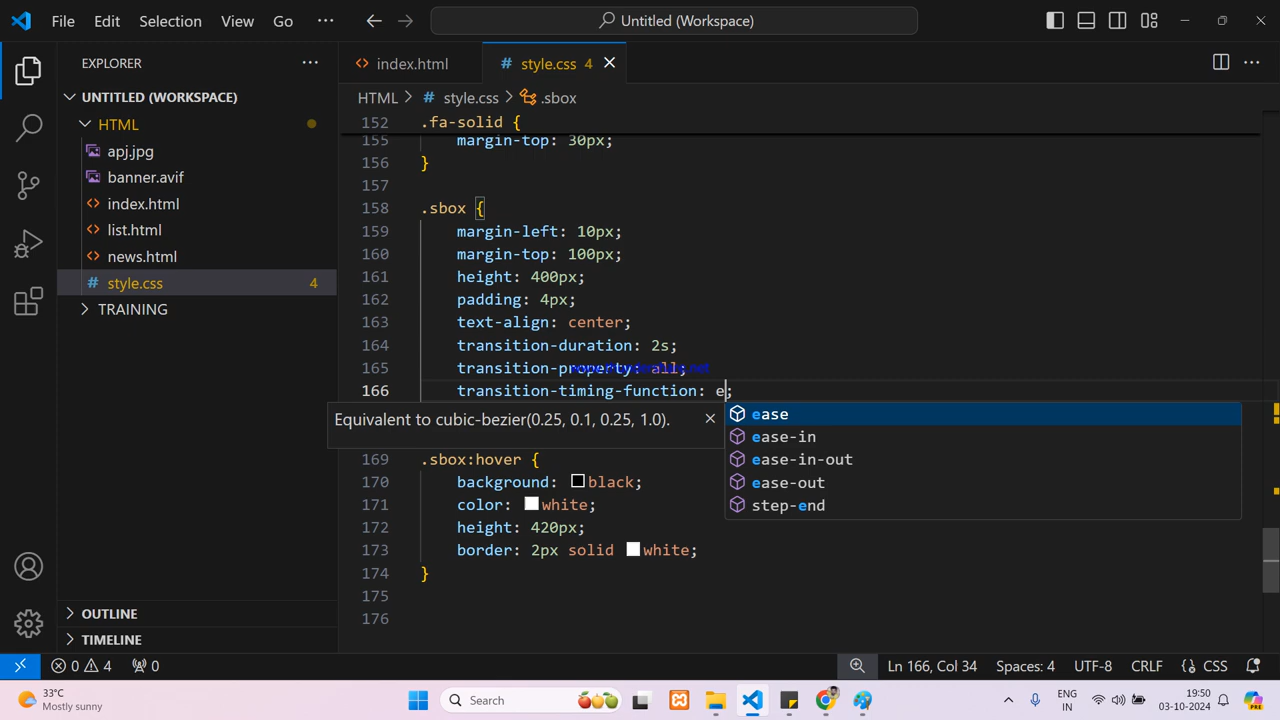 File Edit Selection View Go ··· Untitled (Workspace)
EXPLORER ···
UNTITLED (WORKSPACE)
HTML
apj.jpg
banner.avif
index.html
list.html
news.html
style.css 4
TRAINING
OUTLINE
TIMELINE
index.html # style.css 4
HTML > # style.css > .sbox
152 .fa-solid {
155 margin-top: 30px;
156 }
157
158 .sbox {
159 margin-left: 10px;
160 margin-top: 100px;
161 height: 400px;
162 padding: 4px;
163 text-align: center;
164 transition-duration: 2s;
165 transition-property: all;
166 transition-timing-function: e;
Equivalent to cubic-bezier(0.25, 0.1, 0.25, 1.0).
ease
ease-in
ease-in-out
ease-out
step-end
169 .sbox:hover {
170 background: black;
171 color: white;
172 height: 420px;
173 border: 2px solid white;
174 }
175
176
0 4 0 Ln 166, Col 34 Spaces: 4 UTF-8 CRLF {} CSS
33°C
Mostly sunny
Search
ENG
IN
19:50
03-10-2024